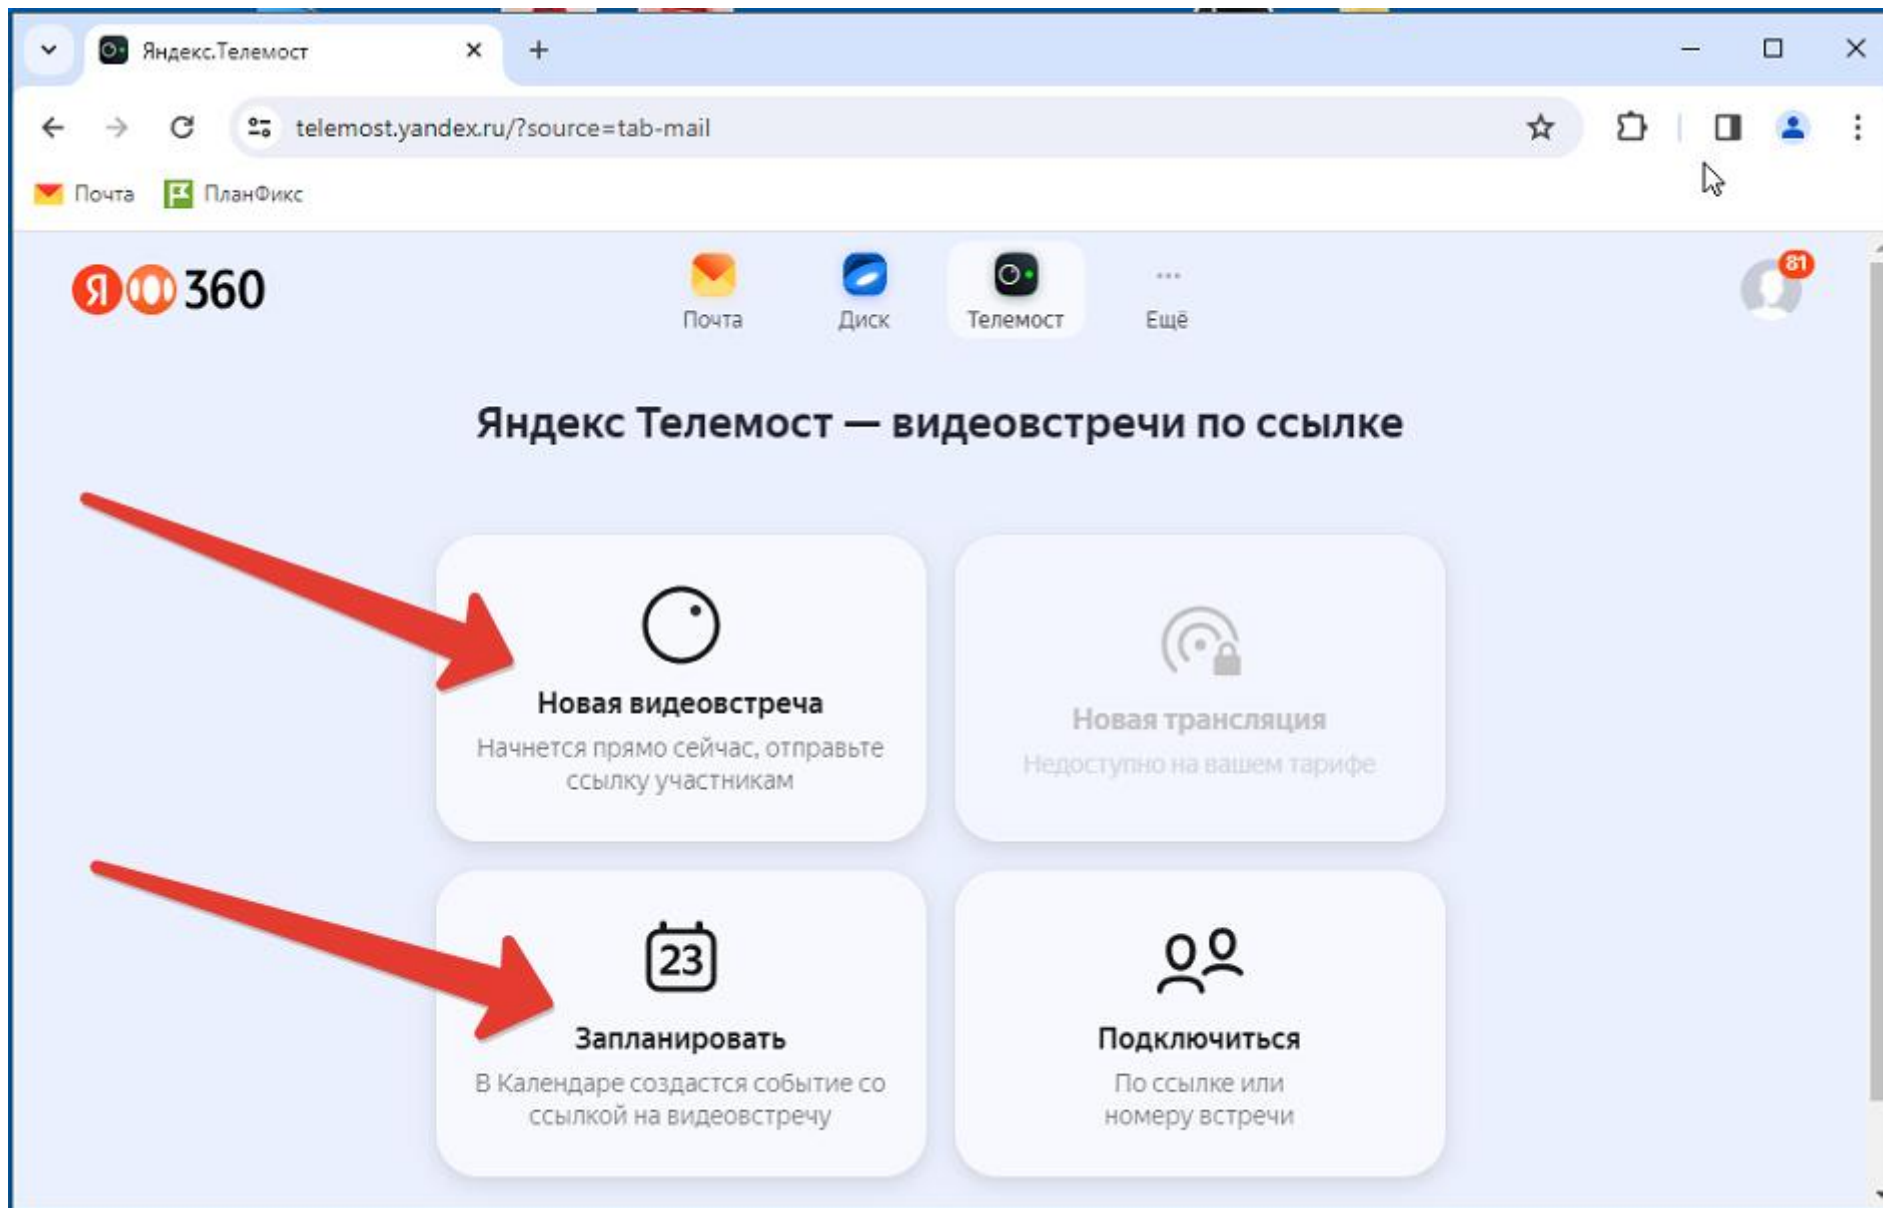 Яндекс.Телемост
telemost.yandex.ru/?source=tab-mail
Почта ПланФикс
Я 360
81
Почта Диск Телемост Ещё
Яндекс Телемост — видеовстречи по ссылке
Новая видеовстреча
Начнется прямо сейчас, отправьте
ссылку участникам
Новая трансляция
Недоступно на вашем тарифе
23
Запланировать
В Календаре создастся событие со
ссылкой на видеовстречу
Подключиться
По ссылке или
номеру встречи